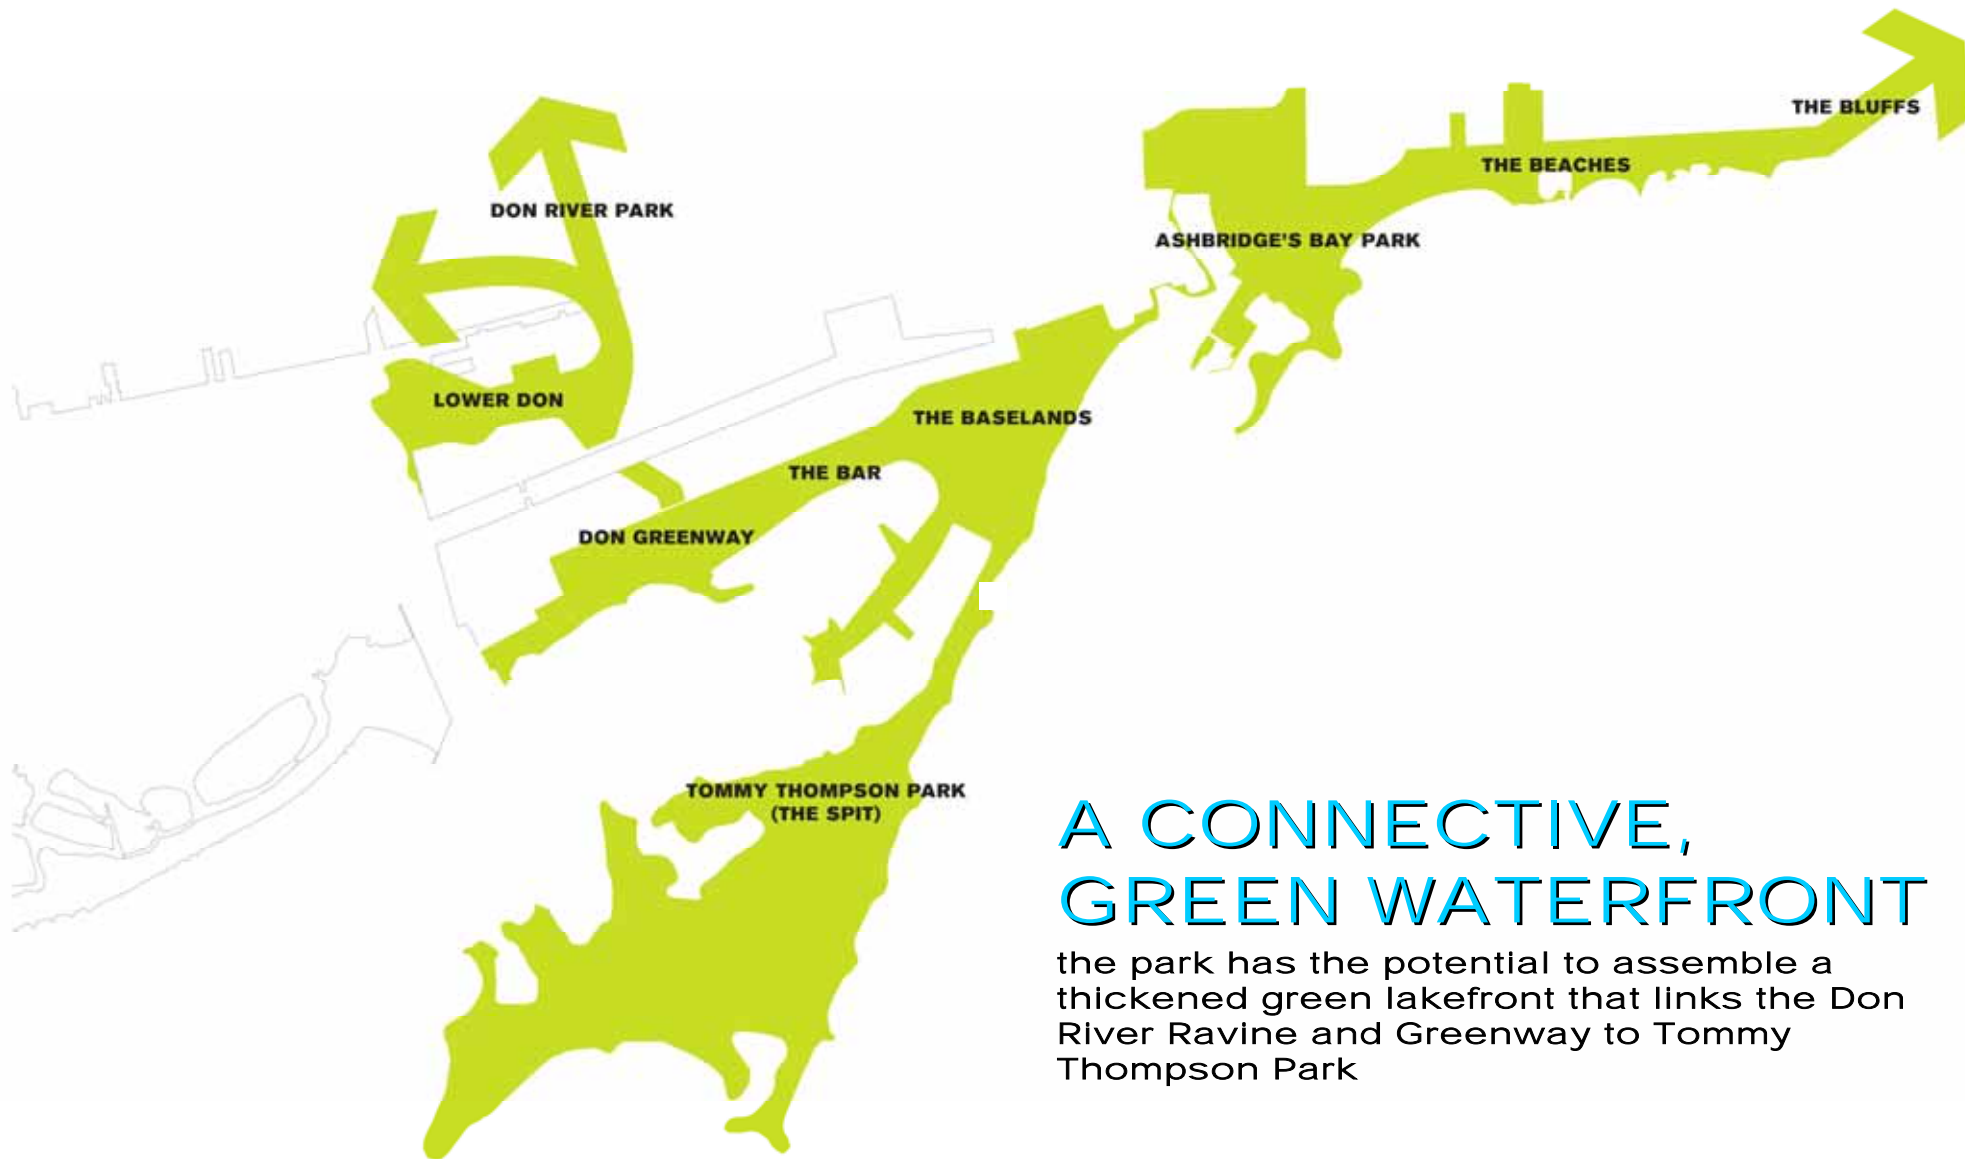 THE BLUFFS
THE BEACHES
DON RIVER PARK
ASHBRIDGE'S BAY PARK
LOWER DON
THE BASELANDS
THE BAR
DON GREENWAY
TOMMY THOMPSON PARK
(THE SPIT)
A CONNECTIVE,
GREEN WATERFRONT
the park has the potential to assemble a
thickened green lakefront that links the Don
River Ravine and Greenway to Tommy
Thompson Park